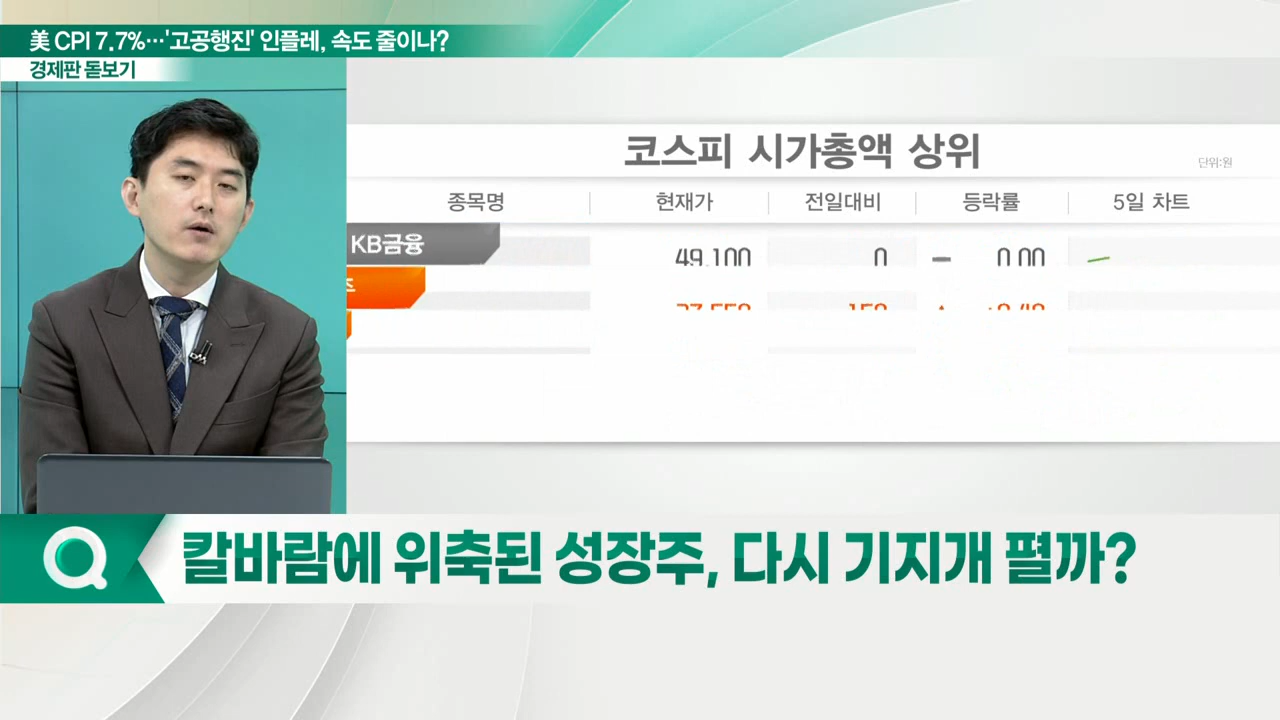 美 CPI 7.7%…'고공행진' 인플레, 속도 줄이나?
경제판 돋보기
코스피 시가총액 상위
단위:원
종목명 현재가 전일대비 등락률 5일 차트
KB금융 49,100 0 0.00
Q 칼바람에 위축된 성장주, 다시 기지개 펼까?